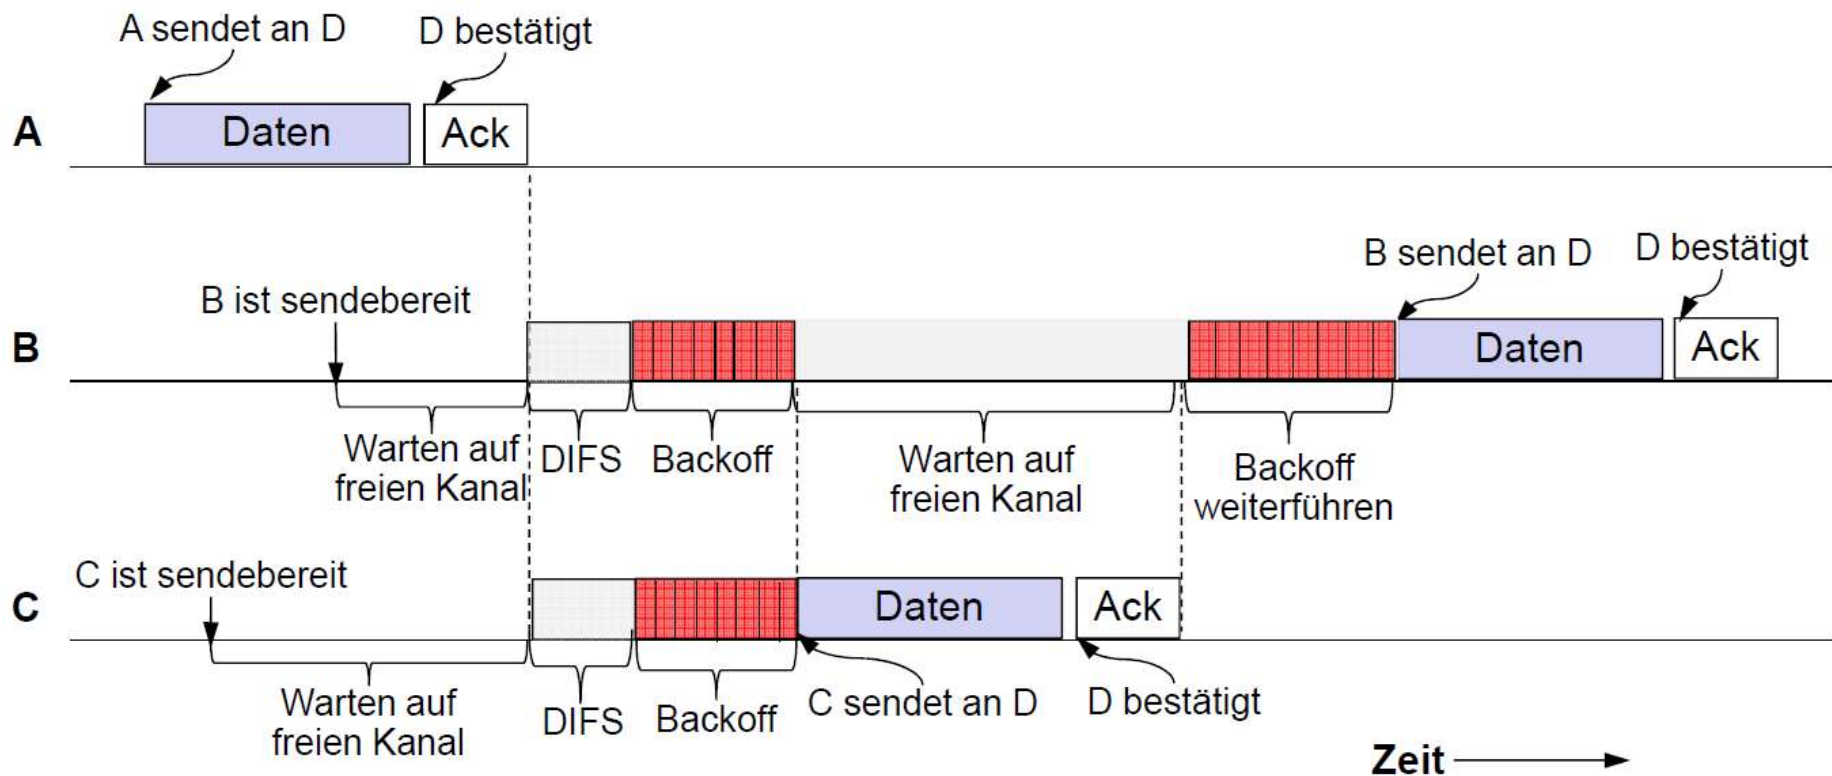 A sendet an D
D bestätigt
A
Daten
Ack
B sendet an D
D bestätigt
B ist sendebereit
B
Daten
Ack
Warten auf
freien Kanal
DIFS
Backoff
Warten auf
freien Kanal
Backoff
weiterführen
C ist sendebereit
C
Daten
Ack
Warten auf
freien Kanal
DIFS
Backoff
C sendet an D
D bestätigt
Zeit